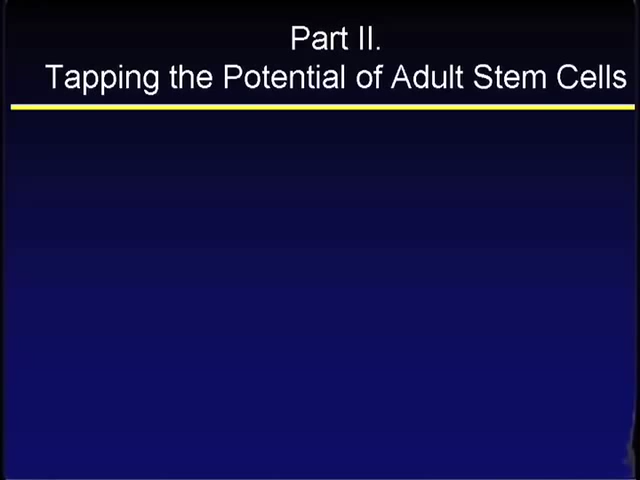 Part II.
Tapping the Potential of Adult Stem Cells